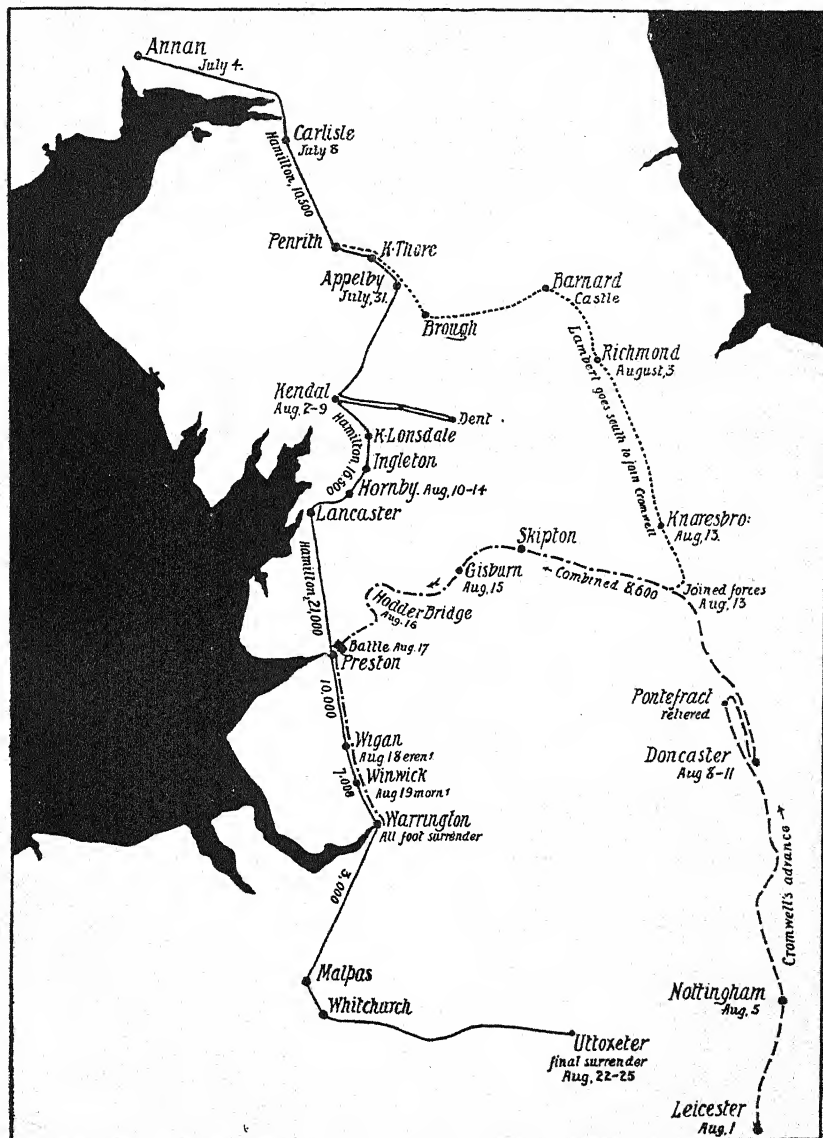 Annan
July 4.
Carlisle
July 8
Hamilton, 10,500
Penrith
K·Thore
Appelby
July, 31.
Brough
Barnard
Castle
Richmond
August, 3
Lambert goes south to join Cromwell
Kendal
Aug, 2-9
Dent
K·Lonsdale
Ingleton
Hamilton, 10,500
Hornby. Aug, 10-14
Lancaster
Knaresbro:
Aug, 13.
Skipton
Gisburn
Aug, 15
← Combined 8,600
Joined forces
Aug, 13
Hodder Bridge
Aug. 16
Hamilton, 21,000
Battle Aug. 17
Preston
10,000
Pontefract
relieved
Doncaster
Aug 8-11
Wigan
Aug 18 even^g
7,000
Winwick
Aug 19 morn^g
Warrington
All foot surrender
3,000
Cromwell's advance →
Malpas
Whitchurch
Nottingham
Aug, 5
Uttoxeter
final surrender
Aug, 22-25
Leicester
Aug, 1